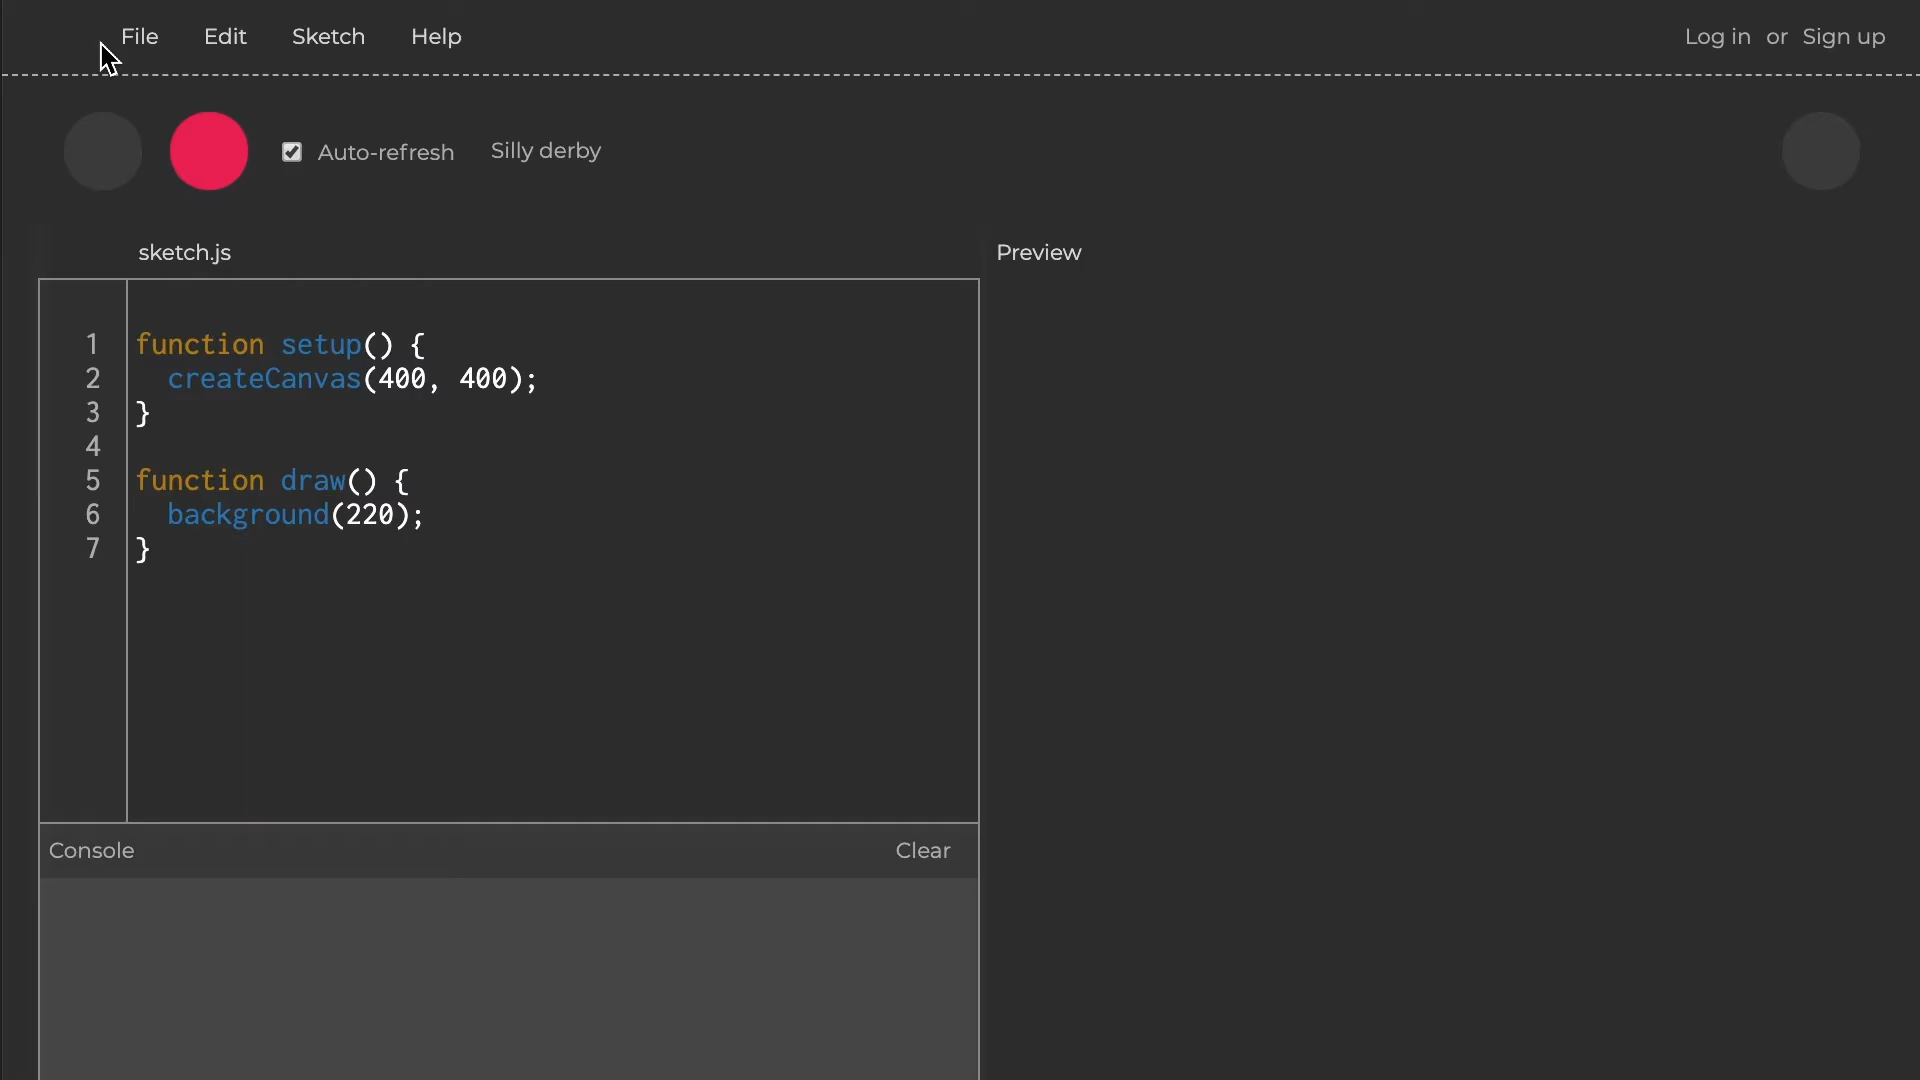 File Edit Sketch Help Log in or Sign up
Auto-refresh Silly derby
sketch.js Preview
1 function setup() {
2   createCanvas(400, 400);
3 }
4
5 function draw() {
6   background(220);
7 }
Console Clear